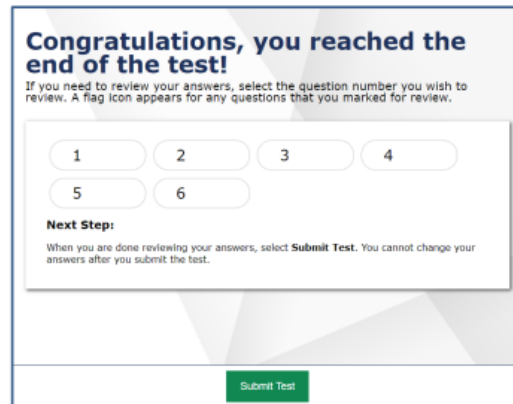 Congratulations, you reached the
end of the test!
If you need to review your answers, select the question number you wish to
review. A flag icon appears for any questions that you marked for review.
1 2 3 4
5 6
Next Step:
When you are done reviewing your answers, select Submit Test. You cannot change your
answers after you submit the test.
Submit Test